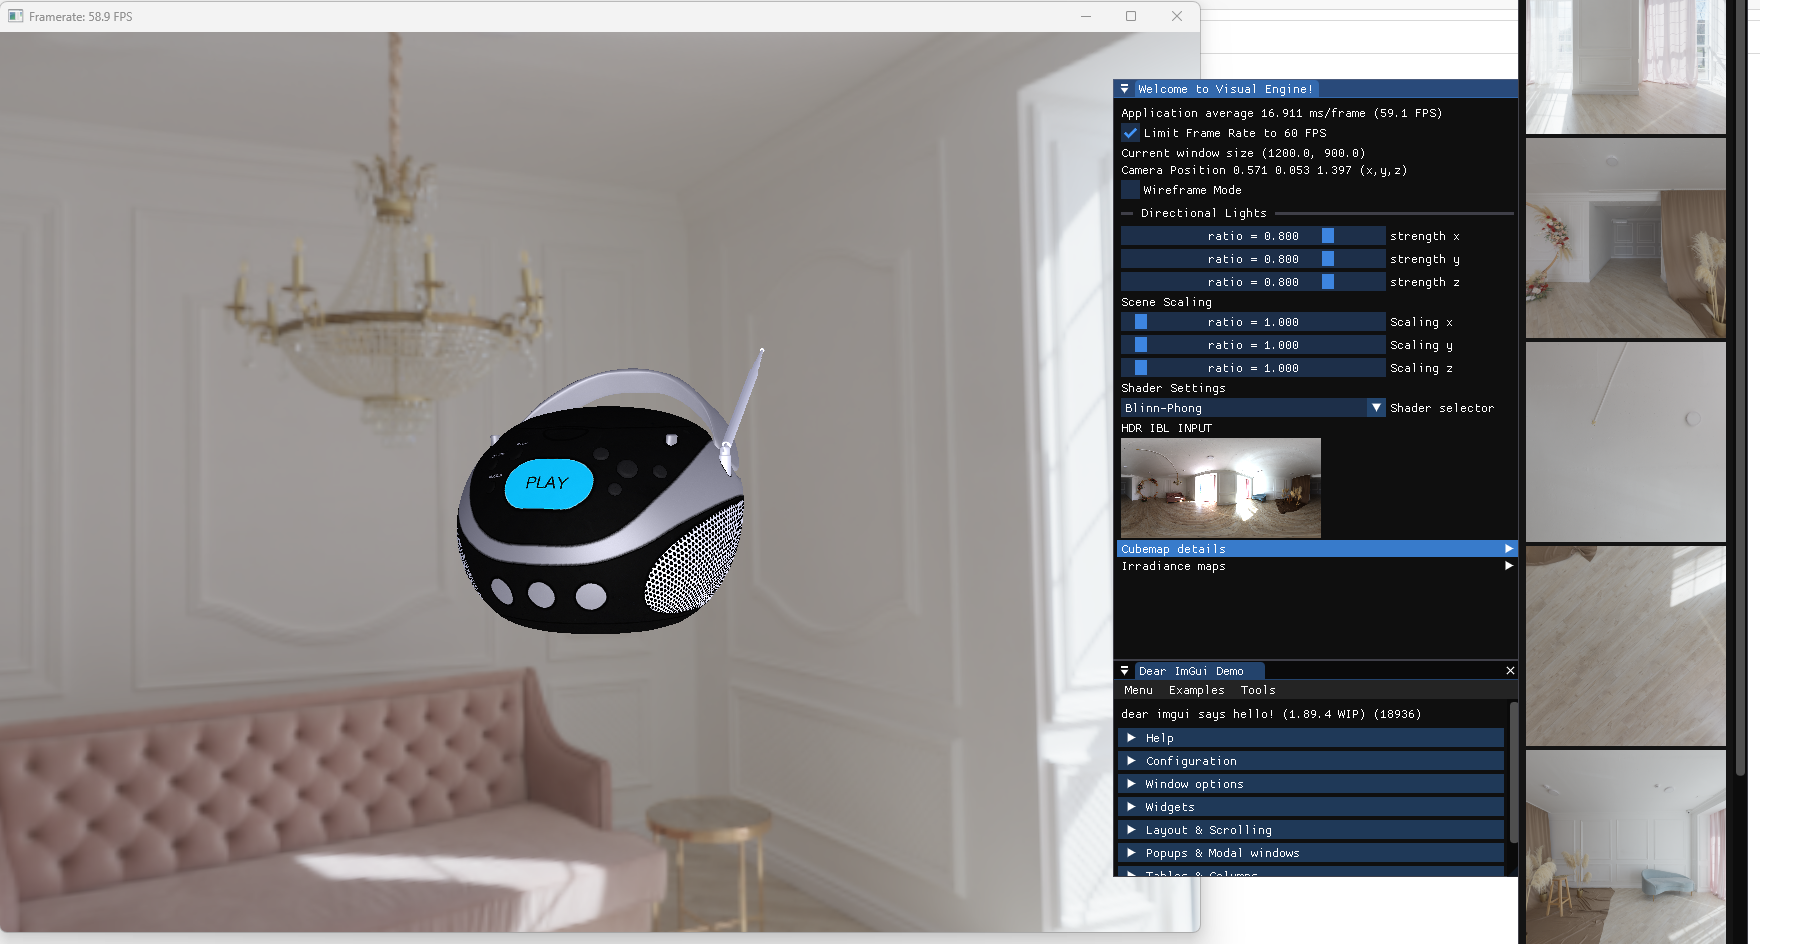 Framerate: 58.9 FPS
PLAY
Welcome to Visual Engine!
Application average 16.911 ms/frame (59.1 FPS)
Limit Frame Rate to 60 FPS
Current window size (1200.0, 900.0)
Camera Position 0.571 0.053 1.397 (x,y,z)
Wireframe Mode
Directional Lights
ratio = 0.800 strength x
ratio = 0.800 strength y
ratio = 0.800 strength z
Scene Scaling
ratio = 1.000 Scaling x
ratio = 1.000 Scaling y
ratio = 1.000 Scaling z
Shader Settings
Blinn-Phong Shader selector
HDR IBL INPUT
Cubemap details
Irradiance maps
Dear ImGui Demo
Menu Examples Tools
dear imgui says hello! (1.89.4 WIP) (18936)
Help
Configuration
Window options
Widgets
Layout & Scrolling
Popups & Modal windows
Tables & Columns